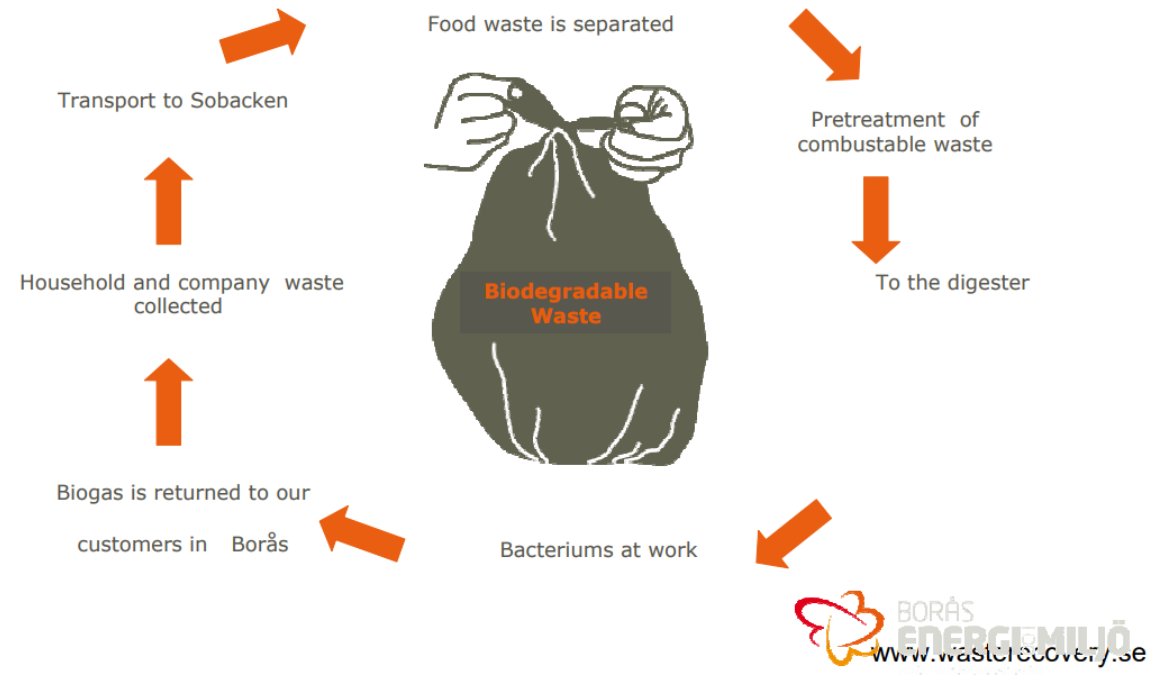 Food waste is separated
Transport to Sobacken
Pretreatment of
combustable waste
Household and company waste
collected
To the digester
Biodegradable
Waste
Biogas is returned to our
customers in Borås
Bacteriums at work
BORÅS
ENERGI & MILJÖ
www.wasterecovery.se